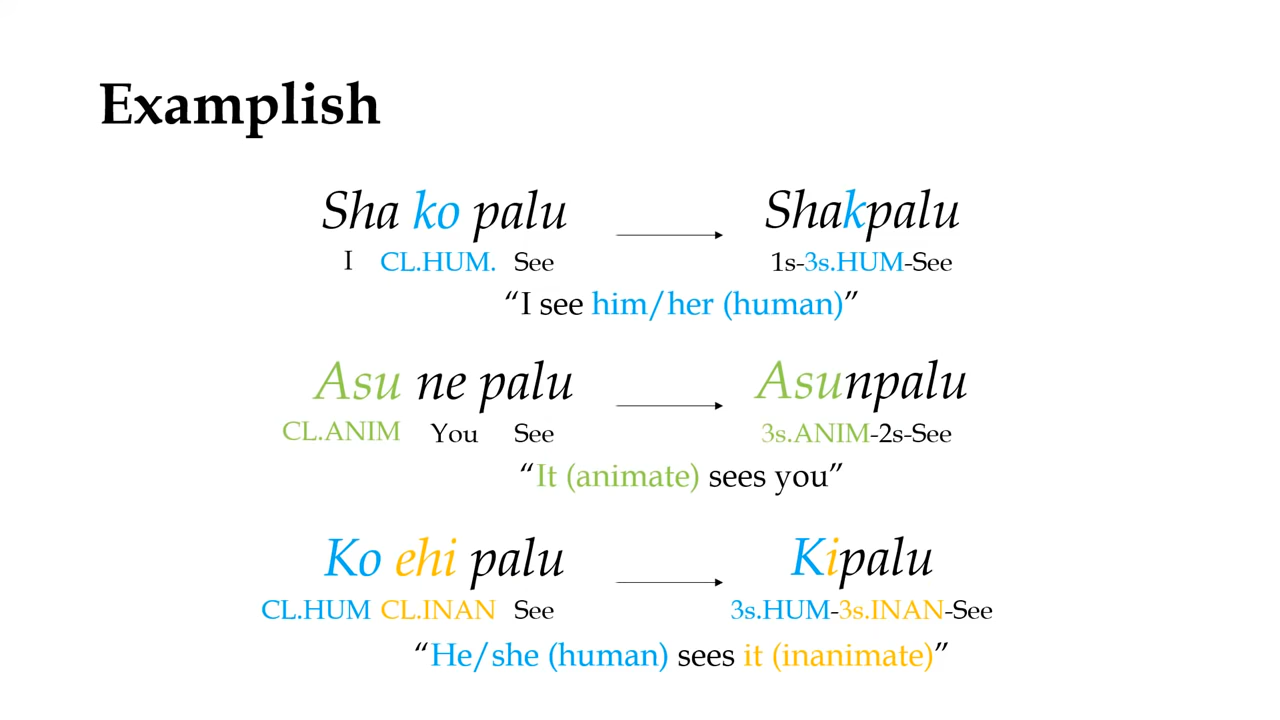 Examplish
Sha ko palu Shakpalu
I CL.HUM. See 1s-3s.HUM-See
“I see him/her (human)”
Asu ne palu Asunpalu
CL.ANIM You See 3s.ANIM-2s-See
“It (animate) sees you”
Ko ehi palu Kipalu
CL.HUM CL.INAN See 3s.HUM-3s.INAN-See
“He/she (human) sees it (inanimate)”